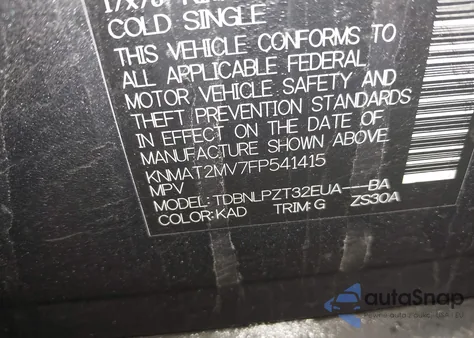 COLD SINGLE
THIS VEHICLE CONFORMS TO
ALL APPLICABLE FEDERAL
MOTOR VEHICLE SAFETY AND
THEFT PREVENTION STANDARDS
IN EFFECT ON THE DATE OF
MANUFACTURE SHOWN ABOVE.
KNMAT2MV7FP541415
MPV
MODEL: TDBNLPZT32EUA---BA
COLOR:KAD TRIM: G ZS30A
autoSnap